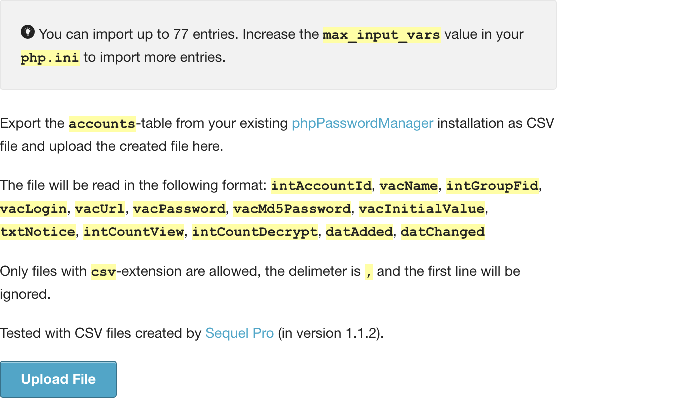 You can import up to 77 entries. Increase the max_input_vars value in your
php.ini to import more entries.
Export the accounts-table from your existing phpPasswordManager installation as CSV
file and upload the created file here.
The file will be read in the following format: intAccountId, vacName, intGroupFid,
vacLogin, vacUrl, vacPassword, vacMd5Password, vacInitialValue,
txtNotice, intCountView, intCountDecrypt, datAdded, datChanged
Only files with csv-extension are allowed, the delimeter is , and the first line will be
ignored.
Tested with CSV files created by Sequel Pro (in version 1.1.2).
Upload File